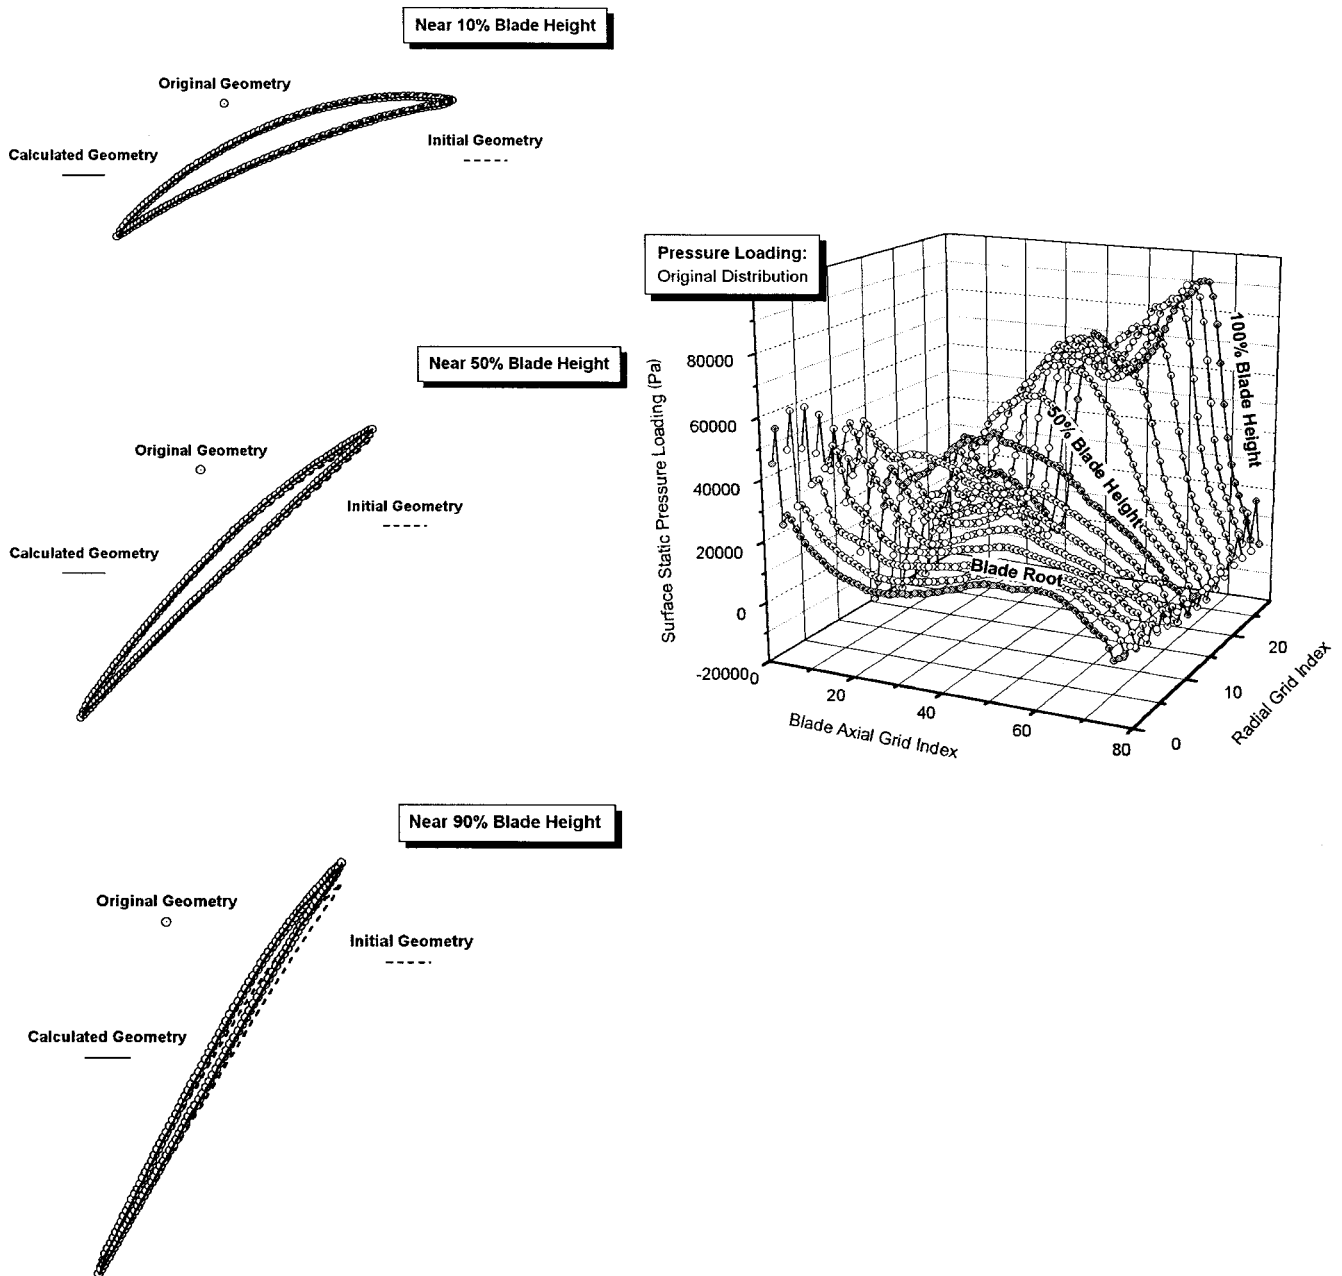 Near 10% Blade Height
Original Geometry
Calculated Geometry
Initial Geometry
Near 50% Blade Height
Original Geometry
Initial Geometry
Calculated Geometry
Near 90% Blade Height
Original Geometry
Initial Geometry
Calculated Geometry
Pressure Loading:
Original Distribution
Surface Static Pressure Loading (Pa)
80000
60000
40000
20000
0
-20000
100% Blade Height
50% Blade Height
Blade Root
0
20
40
60
80
Blade Axial Grid Index
0
10
20
Radial Grid Index